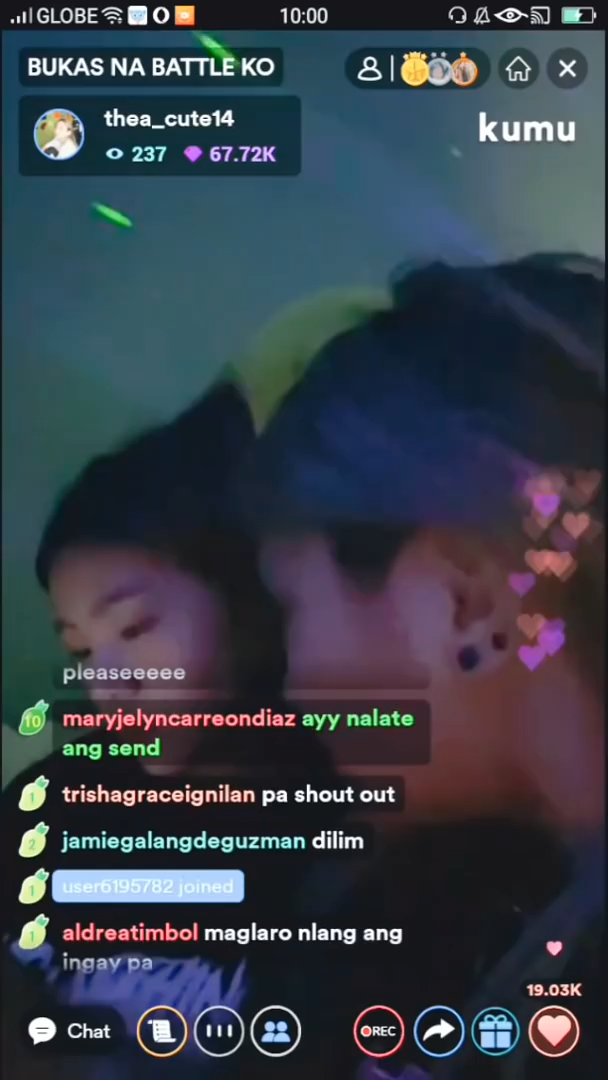 GLOBE 10:00
BUKAS NA BATTLE KO
thea_cute14
237 67.72K
kumu
pleaseeeee
10 maryjelyncarreondiaz ayy nalate
ang send
1 trishagraceignilan pa shout out
2 jamiegalangdeguzman dilim
1 user6195782 joined
1 aldreatimbol maglaro nlang ang
ingay pa
19.03K
Chat
REC